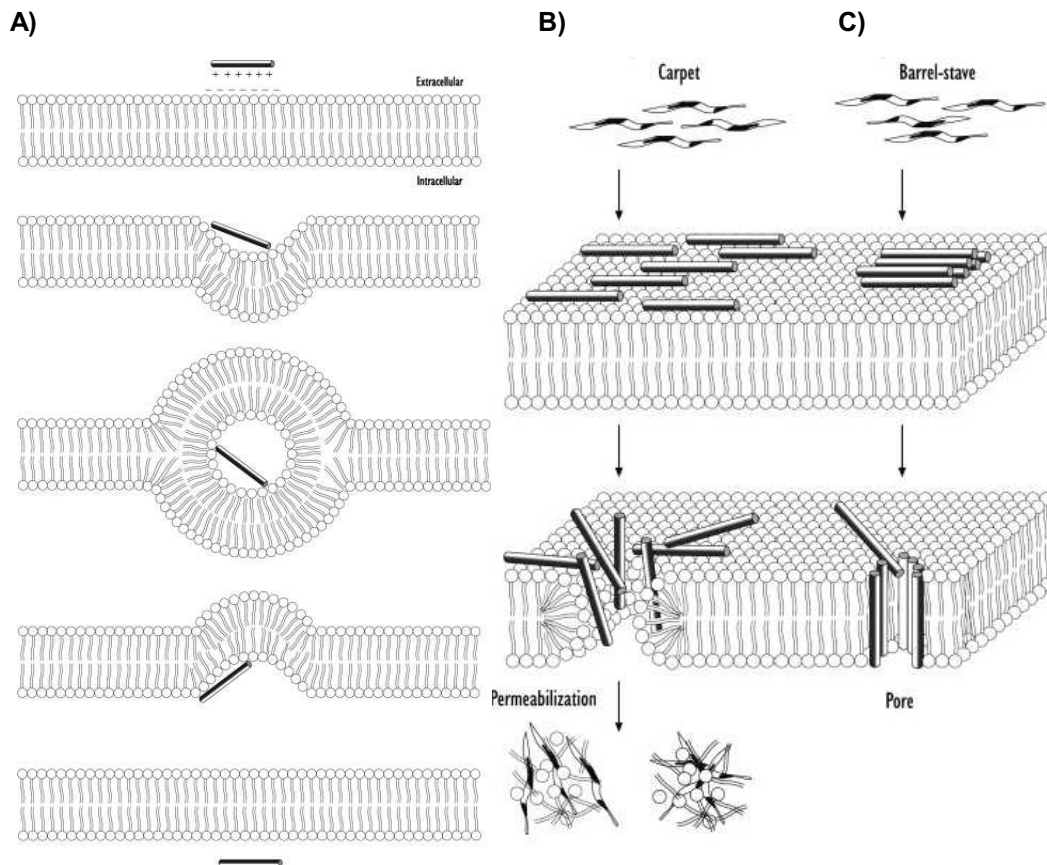 A)
B)
C)
+ + + + + +
− − − − − − − −
Extracellular
Intracellular
Carpet
Barrel-stave
Permeabilization
Pore